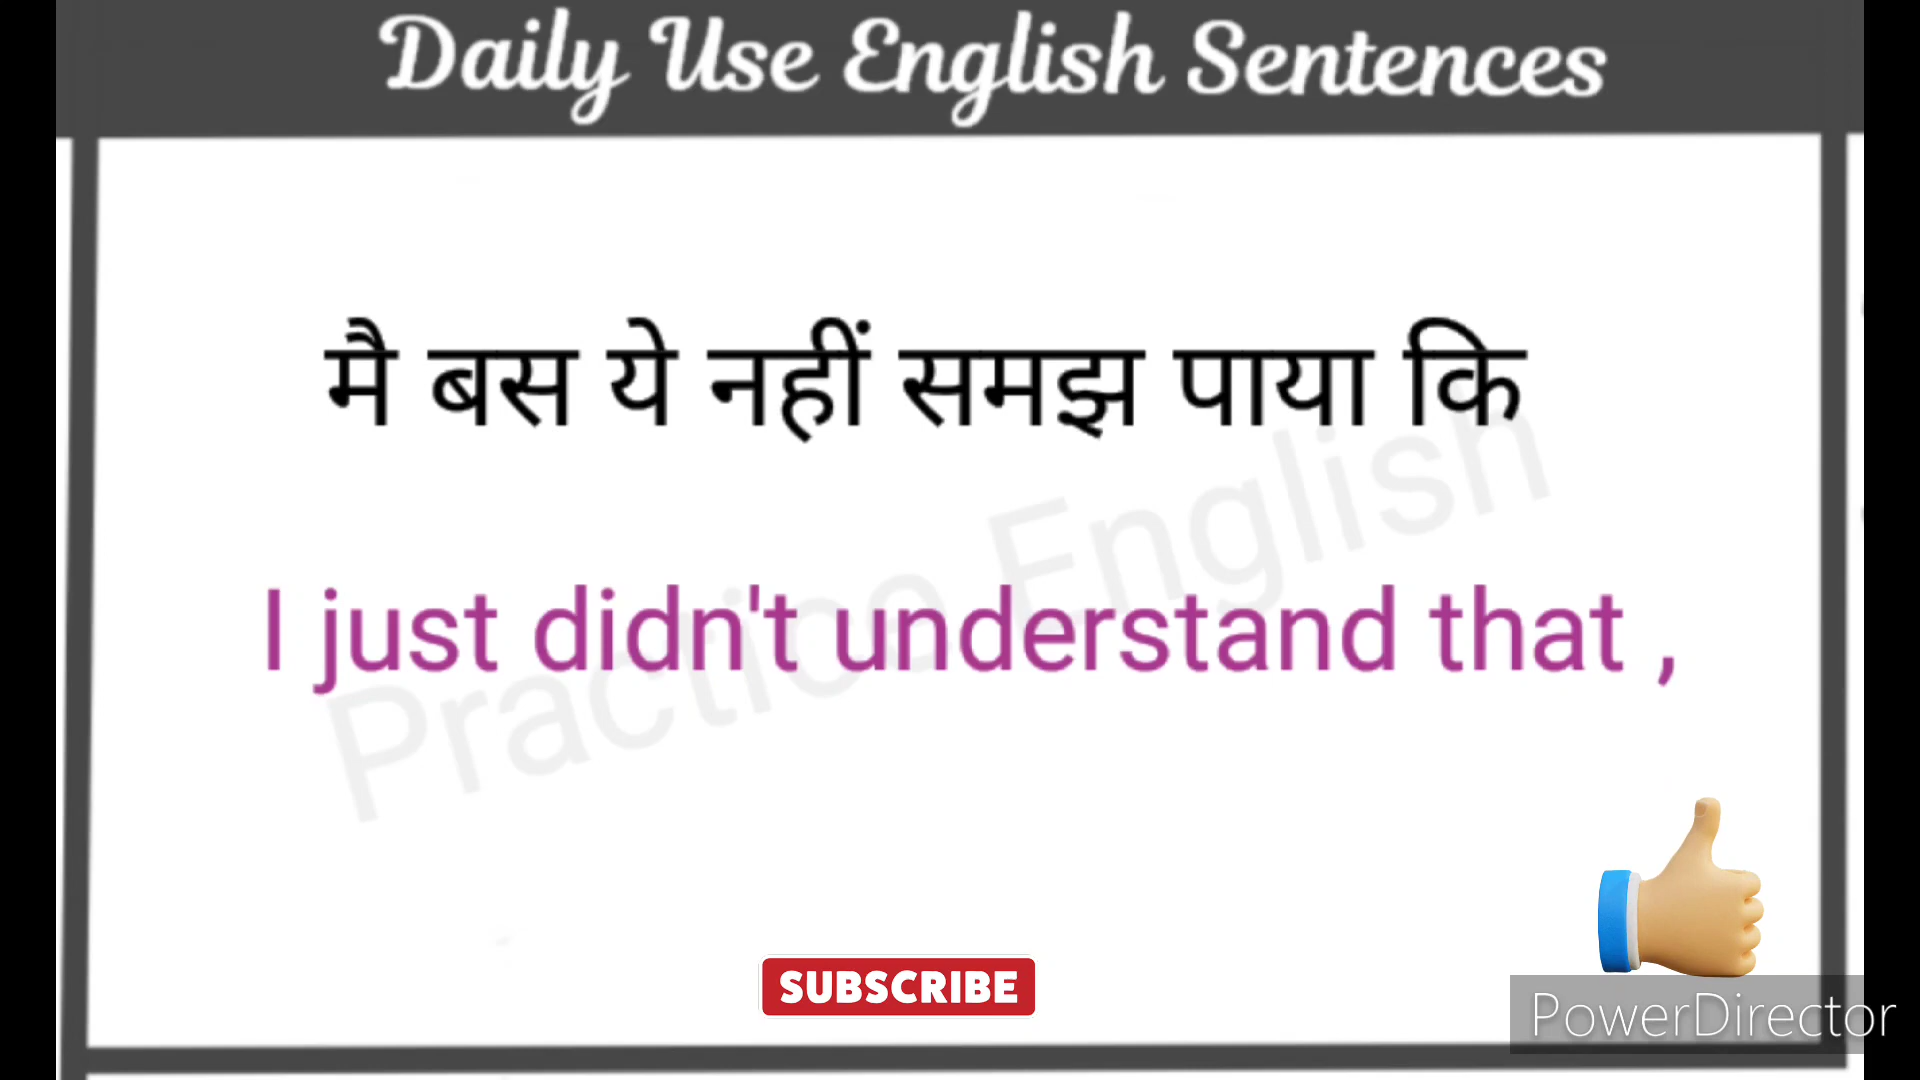 Daily Use English Sentences
मै बस ये नहीं समझ पाया कि
I just didn't understand that ,
Practice English
SUBSCRIBE
PowerDirector